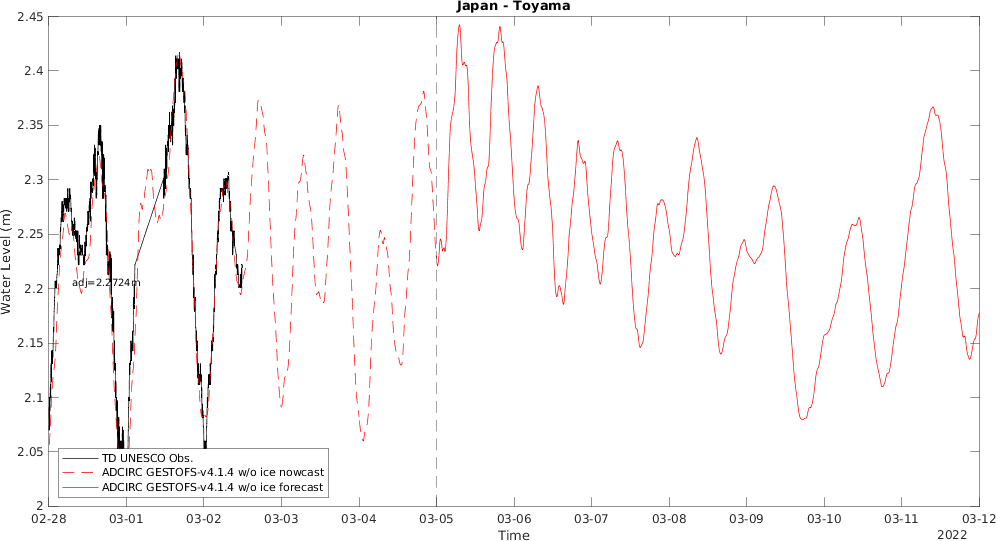 Japan - Toyama
2.45
2.4
2.35
2.3
2.25
2.2
2.15
2.1
2.05
2
Water Level (m)
adj=2.2724m
TD UNESCO Obs.
ADCIRC GESTOFS-v4.1.4 w/o ice nowcast
ADCIRC GESTOFS-v4.1.4 w/o ice forecast
02-28 03-01 03-02 03-03 03-04 03-05 03-06 03-07 03-08 03-09 03-10 03-11 03-12
Time
2022